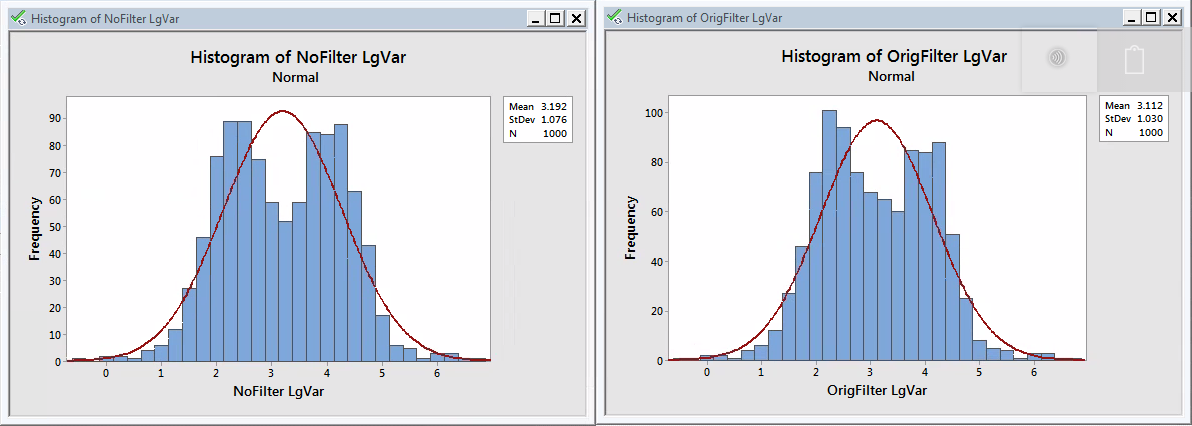 Histogram of NoFilter LgVar
Histogram of NoFilter LgVar
Normal
Mean 3.192
StDev 1.076
N 1000
90
80
70
60
50
40
30
20
10
0
Frequency
0 1 2 3 4 5 6
NoFilter LgVar
Histogram of OrigFilter LgVar
Histogram of OrigFilter LgVar
Normal
Mean 3.112
StDev 1.030
N 1000
100
80
60
40
20
0
Frequency
0 1 2 3 4 5 6
OrigFilter LgVar